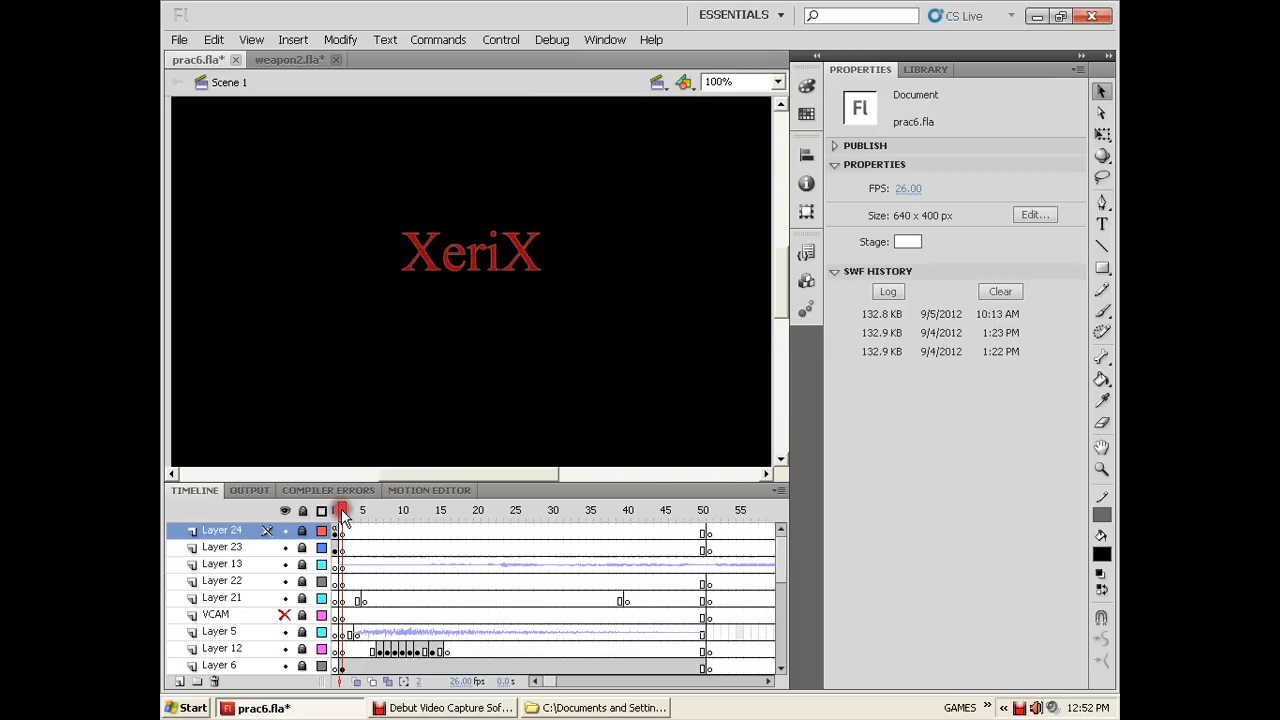 Fl
ESSENTIALS
CS Live
File Edit View Insert Modify Text Commands Control Debug Window Help
prac6.fla*
weapon2.fla*
Scene 1
100%
XeriX
PROPERTIES LIBRARY
Fl
Document
prac6.fla
PUBLISH
PROPERTIES
FPS: 26.00
Size: 640 x 400 px
Edit...
Stage:
SWF HISTORY
Log
Clear
132.8 KB 9/5/2012 10:13 AM
132.9 KB 9/4/2012 1:23 PM
132.9 KB 9/4/2012 1:22 PM
TIMELINE OUTPUT COMPILER ERRORS MOTION EDITOR
5 10 15 20 25 30 35 40 45 50 55
Layer 24
Layer 23
Layer 13
Layer 22
Layer 21
VCAM
Layer 5
Layer 12
Layer 6
2 26.00 fps 0.0 s
Start
prac6.fla*
Debut Video Capture Sof...
C:\Documents and Settin...
GAMES
12:52 PM